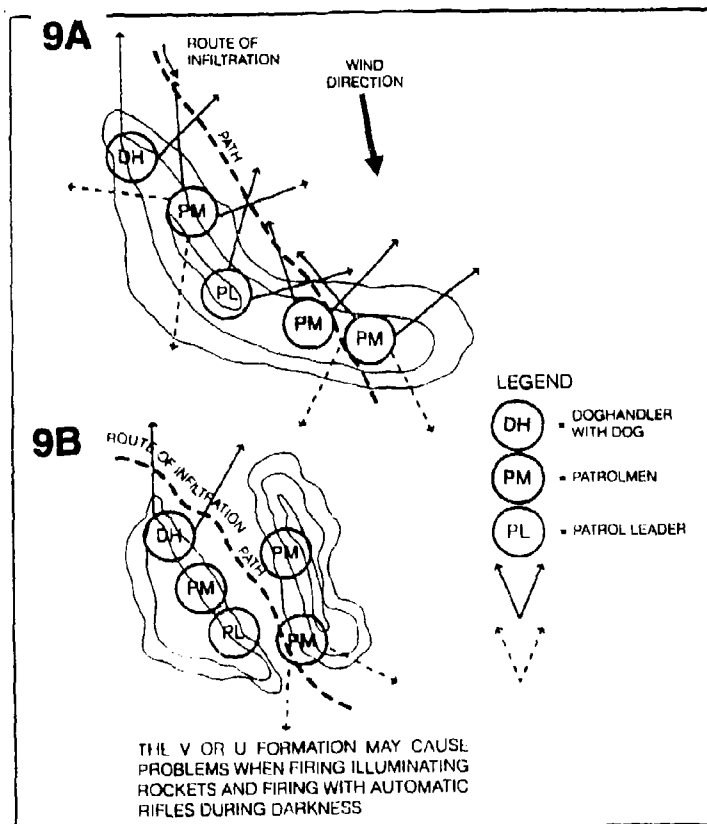 9A
ROUTE OF
INFILTRATION
WIND
DIRECTION
PATH
DH
PM
PL
PM
PM
LEGEND
DH = DOGHANDLER
WITH DOG
PM = PATROLMEN
PL = PATROL LEADER
9B
ROUTE OF INFILTRATION
PATH
DH
PM
PM
PL
PM
THE V OR U FORMATION MAY CAUSE
PROBLEMS WHEN FIRING ILLUMINATING
ROCKETS AND FIRING WITH AUTOMATIC
RIFLES DURING DARKNESS